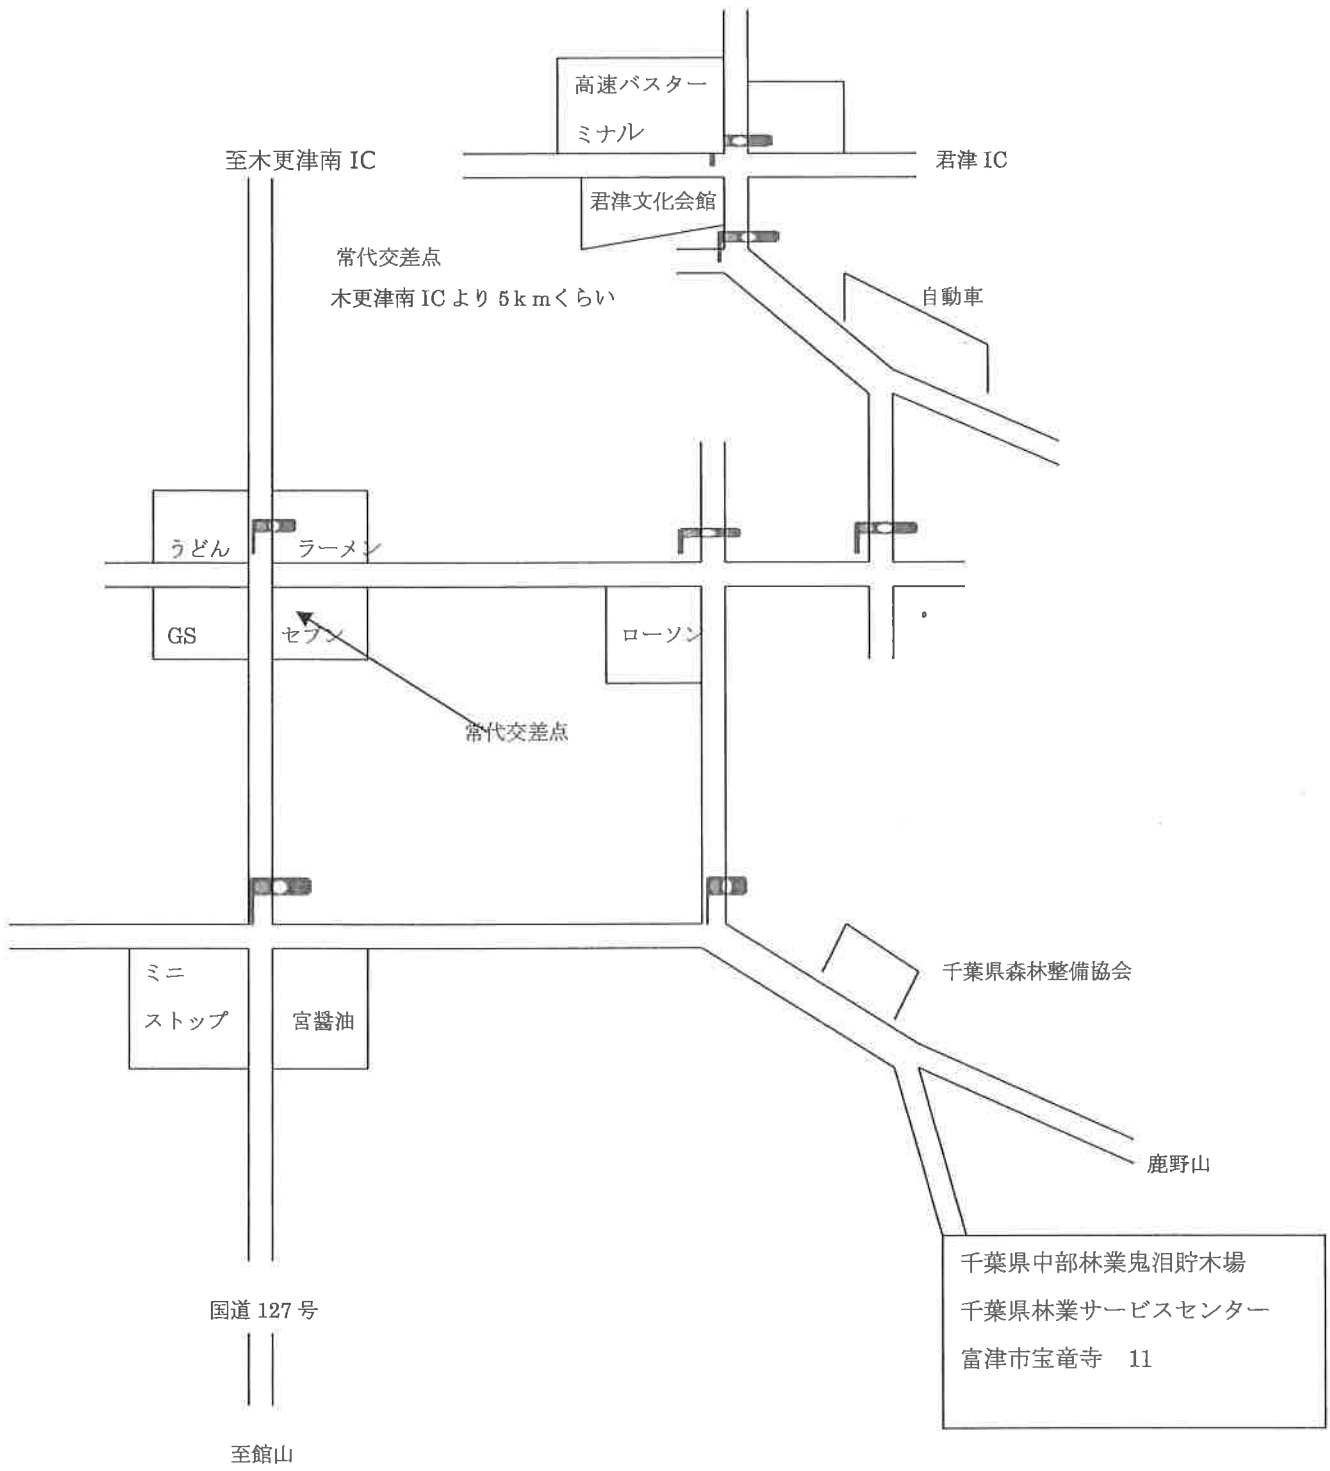 高速バスター
ミナル
至木更津南 IC
君津 IC
君津文化会館
常代交差点
木更津南 IC より 5ｋｍくらい
自動車
うどん
ラーメン
GS
セブン
ローソン
常代交差点
ミニ
ストップ
宮醤油
千葉県森林整備協会
鹿野山
千葉県中部林業鬼泪貯木場
千葉県林業サービスセンター
富津市宝竜寺　11
国道 127 号
至館山